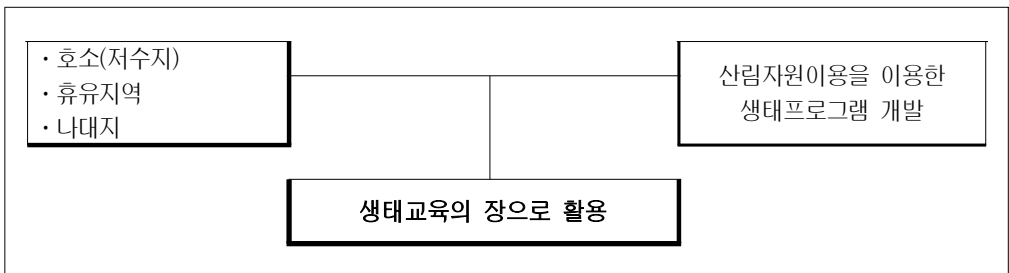 ・호소(저수지)
・휴유지역
・나대지
산림자원이용을 이용한
생태프로그램 개발
생태교육의 장으로 활용